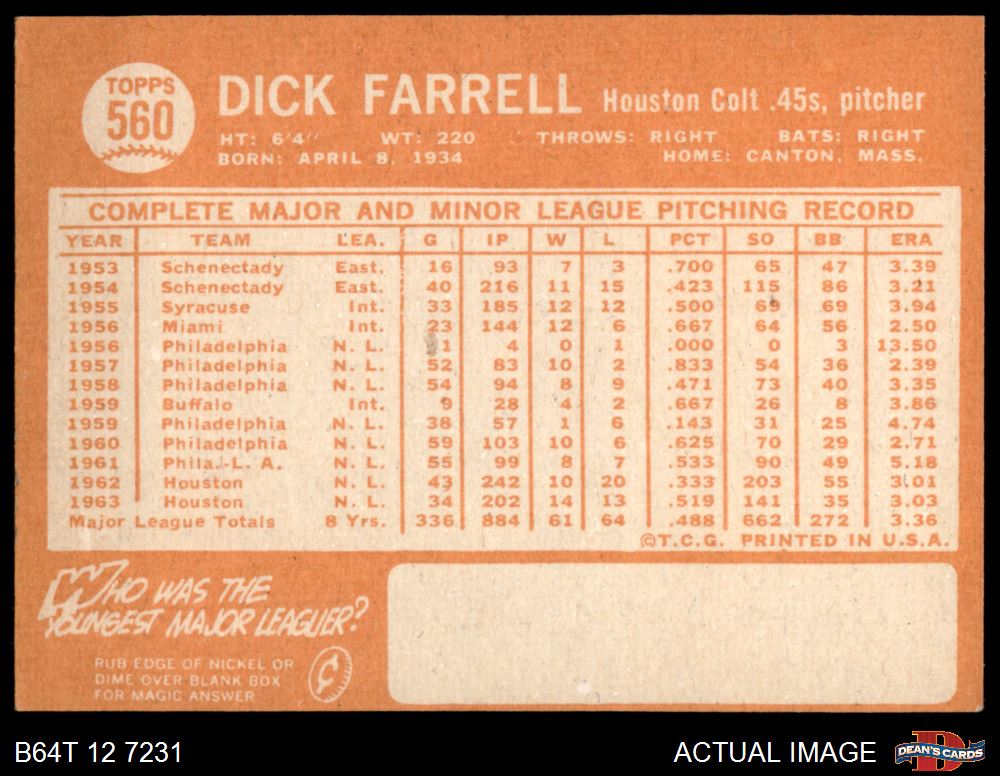 TOPPS
560
DICK FARRELL Houston Colt .45s, pitcher
HT: 6'4" WT: 220 THROWS: RIGHT BATS: RIGHT
BORN: APRIL 8, 1934 HOME: CANTON, MASS.
COMPLETE MAJOR AND MINOR LEAGUE PITCHING RECORD
YEAR TEAM LEA. G IP W L PCT SO BB ERA
1953 Schenectady East. 16 93 7 3 .700 65 47 3.39
1954 Schenectady East. 40 216 11 15 .423 115 86 3.21
1955 Syracuse Int. 33 185 12 12 .500 69 69 3.94
1956 Miami Int. 23 144 12 6 .667 64 56 2.50
1956 Philadelphia N. L. 1 4 0 1 .000 0 3 13.50
1957 Philadelphia N. L. 52 83 10 2 .833 54 36 2.39
1958 Philadelphia N. L. 54 94 8 9 .471 73 40 3.35
1959 Buffalo Int. 9 28 4 2 .667 26 8 3.86
1959 Philadelphia N. L. 38 57 1 6 .143 31 25 4.74
1960 Philadelphia N. L. 59 103 10 6 .625 70 29 2.71
1961 Phila.-L. A. N. L. 55 99 8 7 .533 90 49 5.18
1962 Houston N. L. 43 242 10 20 .333 203 55 3.01
1963 Houston N. L. 34 202 14 13 .519 141 35 3.03
Major League Totals 8 Yrs. 336 884 61 64 .488 662 272 3.36
©T.C.G. PRINTED IN U.S.A.
WHO WAS THE
YOUNGEST MAJOR LEAGUER?
RUB EDGE OF NICKEL OR
DIME OVER BLANK BOX
FOR MAGIC ANSWER
¢
B64T 12 7231 ACTUAL IMAGE DEAN'S CARDS